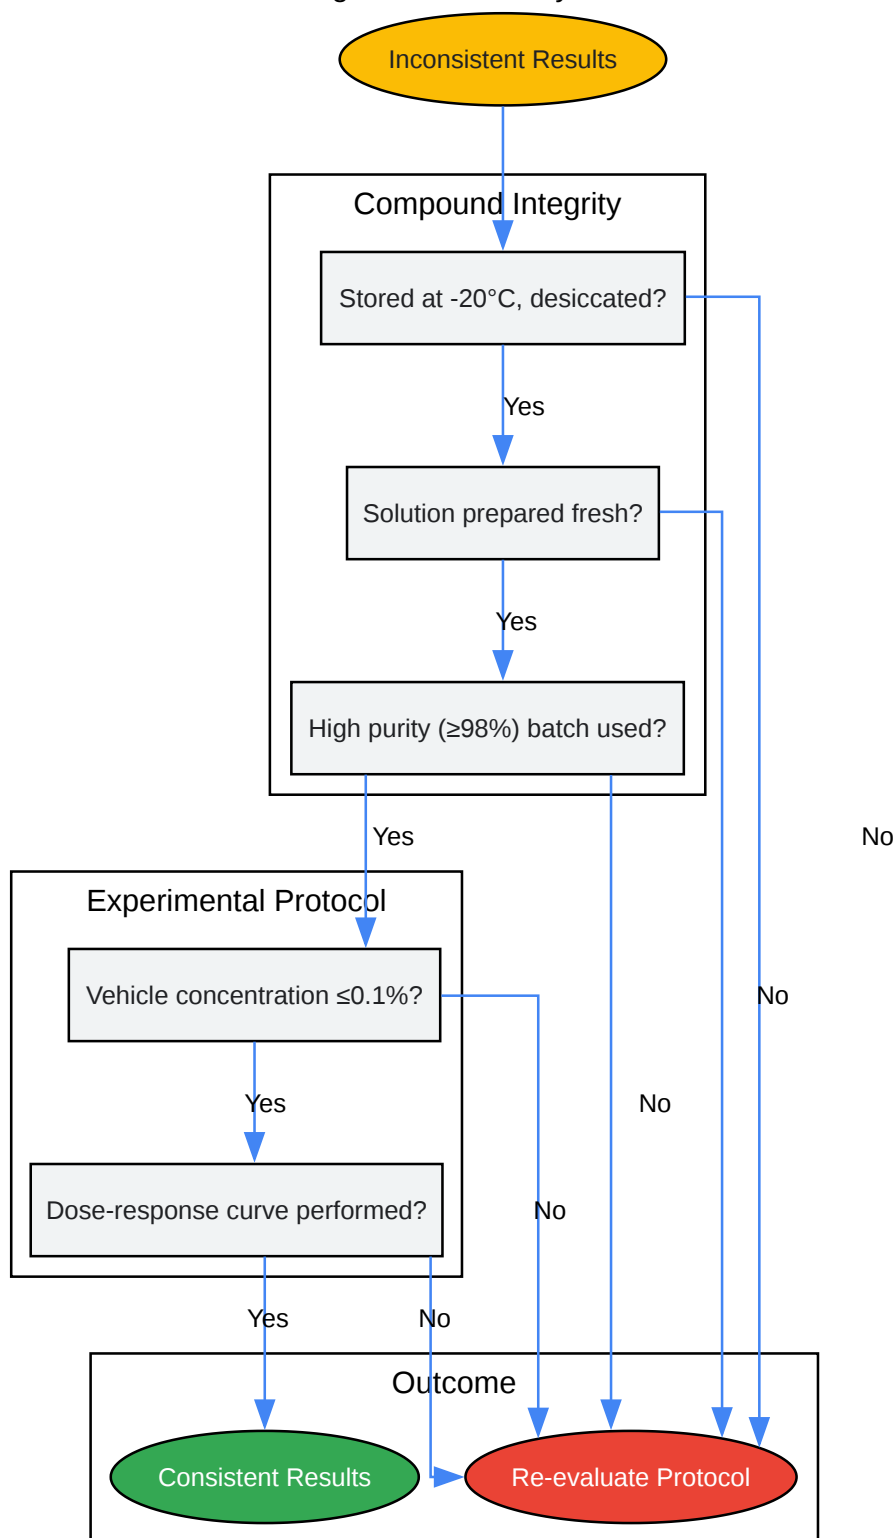 Inconsistent Results
Compound Integrity
Stored at -20°C, desiccated?
Yes
Solution prepared fresh?
Yes
High purity (≥98%) batch used?
Yes
No
Experimental Protocol
Vehicle concentration ≤0.1%?
No
Yes
No
Dose-response curve performed?
No
Yes
No
Outcome
Consistent Results
Re-evaluate Protocol